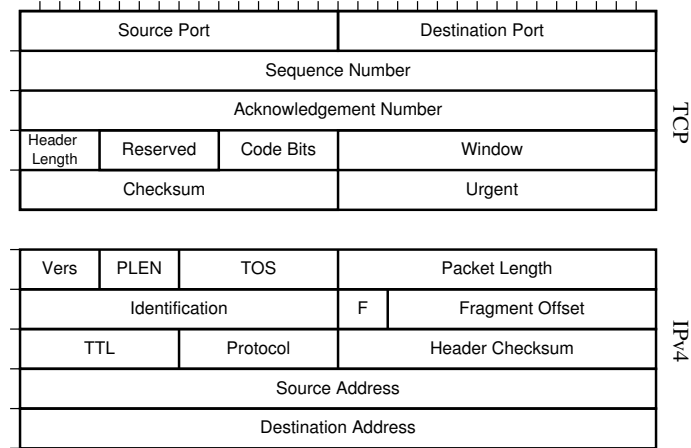 Source Port Destination Port
Sequence Number
Acknowledgement Number
Header
Length Reserved Code Bits Window
Checksum Urgent
TCP
Vers PLEN TOS Packet Length
Identification F Fragment Offset
TTL Protocol Header Checksum
Source Address
Destination Address
IPv4